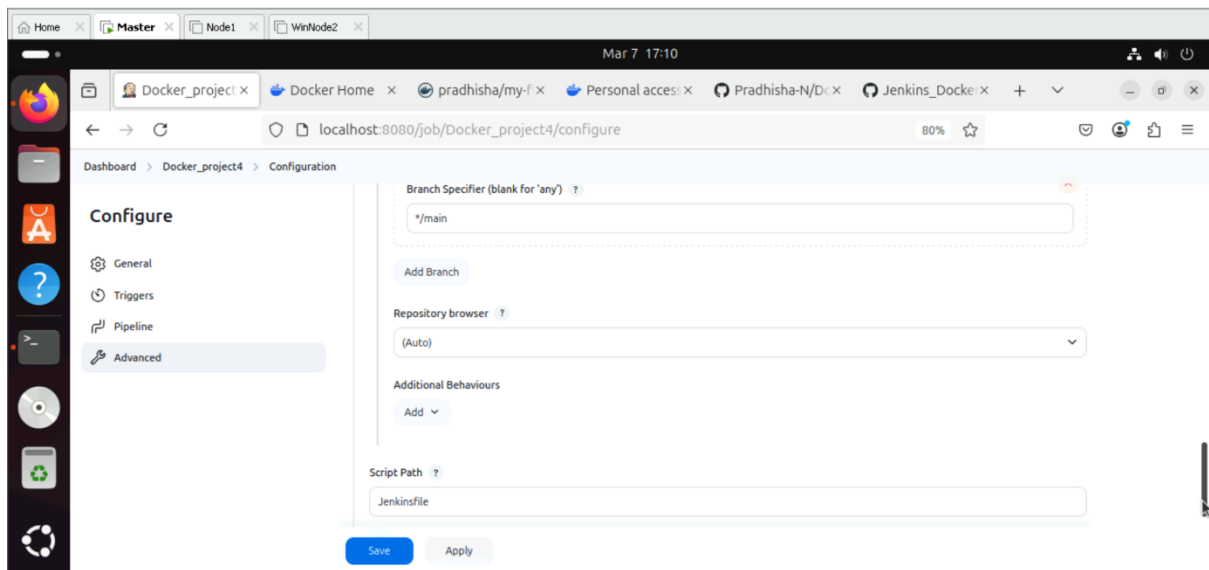 Home Master Node1 WinNode2
Mar 7 17:10
Docker_project Docker Home pradhisha/my-f Personal access Pradhisha-N/Dc Jenkins_Docker
localhost:8080/job/Docker_project4/configure 80%
Dashboard > Docker_project4 > Configuration
Branch Specifier (blank for 'any') ?
Configure
*/main
General
Add Branch
Triggers
Repository browser ?
Pipeline
(Auto)
Advanced
Additional Behaviours
Add
Script Path ?
Jenkinsfile
Save Apply